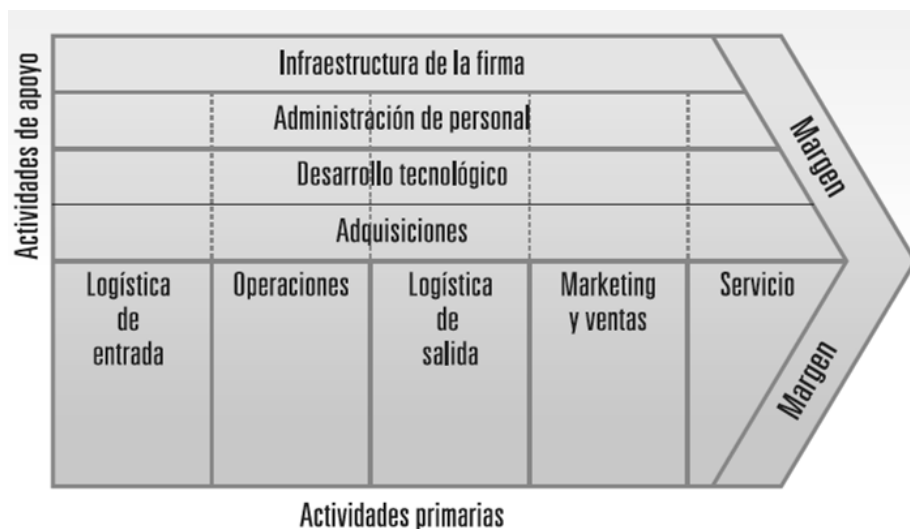 Actividades de apoyo
Infraestructura de la firma
Administración de personal
Desarrollo tecnológico
Adquisiciones
Margen
Logística
de
entrada
Operaciones
Logística
de
salida
Marketing
y ventas
Servicio
Margen
Actividades primarias